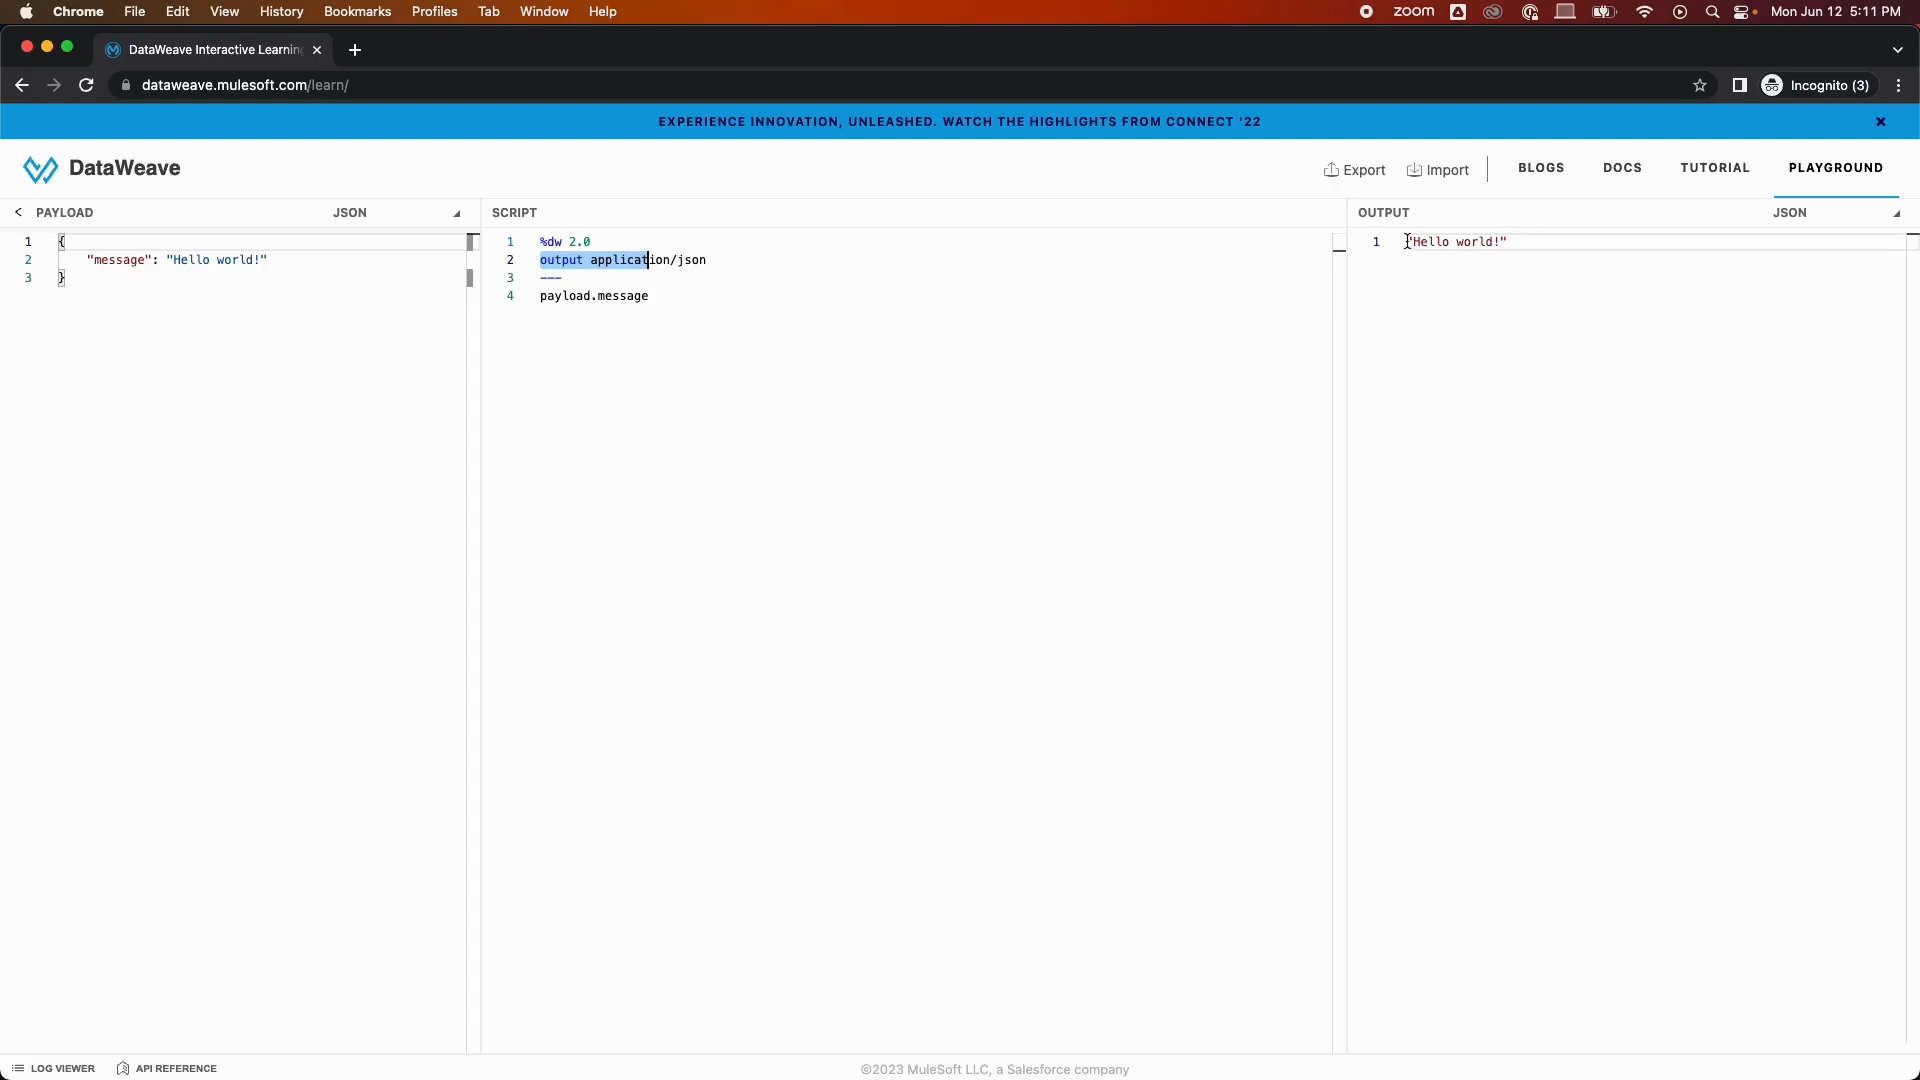 Chrome File Edit View History Bookmarks Profiles Tab Window Help
zoom Mon Jun 12 5:11 PM
DataWeave Interactive Learning
dataweave.mulesoft.com/learn/
Incognito (3)
EXPERIENCE INNOVATION, UNLEASHED. WATCH THE HIGHLIGHTS FROM CONNECT '22
DataWeave
Export Import BLOGS DOCS TUTORIAL PLAYGROUND
PAYLOAD JSON
1 {
2 "message": "Hello world!"
3 }
SCRIPT
1 %dw 2.0
2 output application/json
3 ---
4 payload.message
OUTPUT JSON
1 "Hello world!"
LOG VIEWER API REFERENCE
©2023 MuleSoft LLC, a Salesforce company